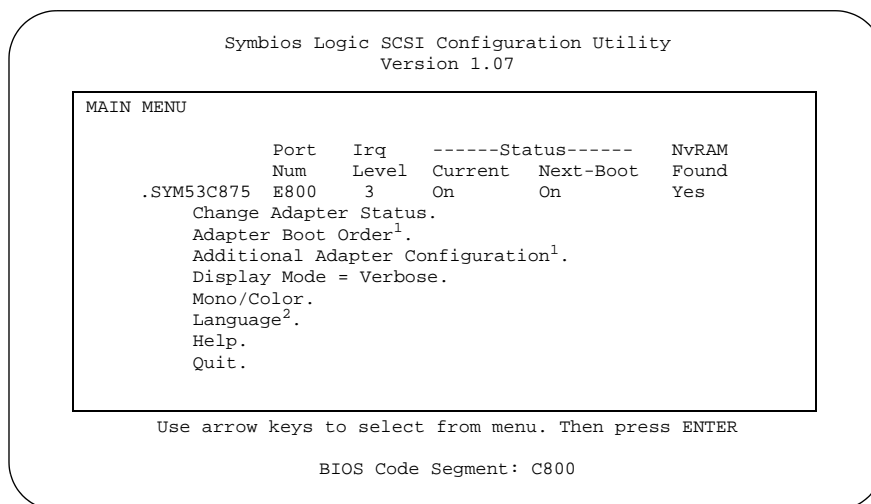 Symbios Logic SCSI Configuration Utility
Version 1.07
MAIN MENU
Port Irq ------Status------ NvRAM
Num Level Current Next-Boot Found
.SYM53C875 E800 3 On On Yes
Change Adapter Status.
Adapter Boot Order1.
Additional Adapter Configuration1.
Display Mode = Verbose.
Mono/Color.
Language2.
Help.
Quit.
Use arrow keys to select from menu. Then press ENTER
BIOS Code Segment: C800